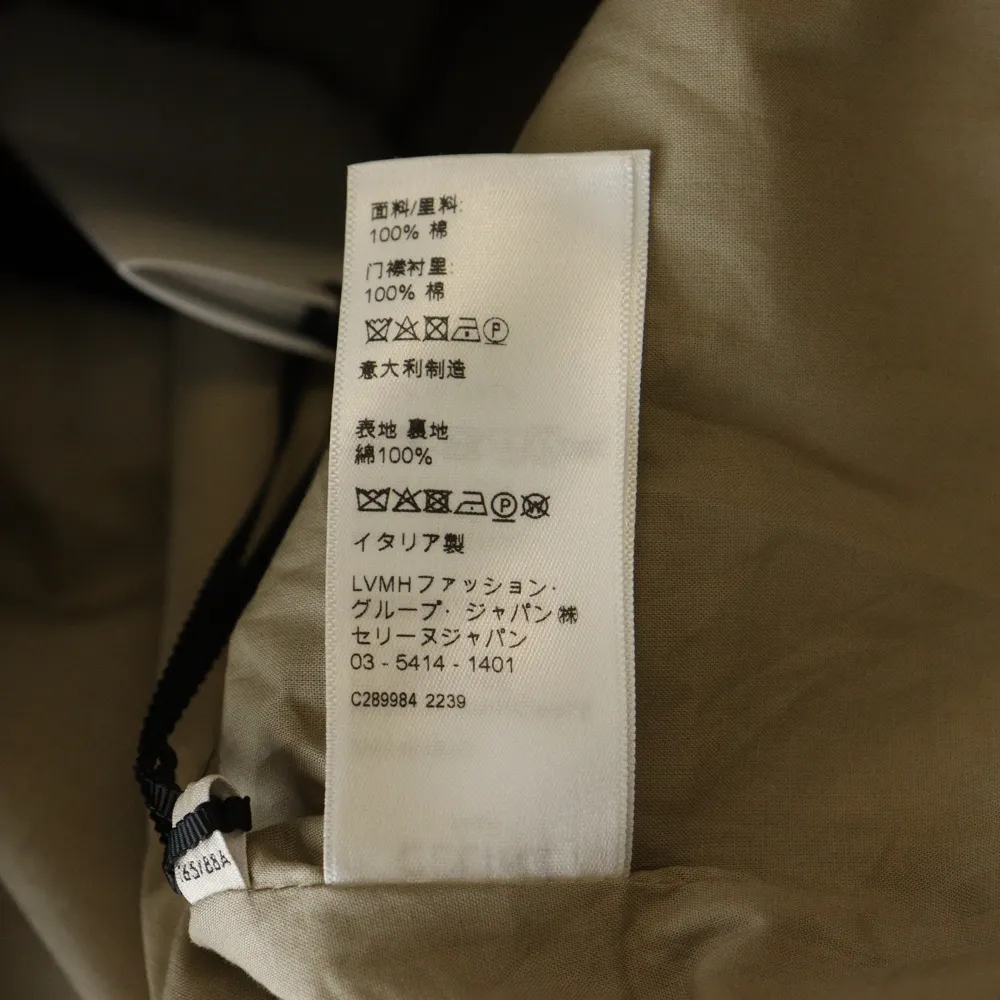 面料/里料:
100% 棉
门襟衬里:
100% 棉
P
意大利制造
表地 裏地
綿100%
P W
イタリア製
LVMHファッション・
グループ・ジャパン㈱
セリーヌジャパン
03 - 5414 - 1401
C289984 2239
165/88A